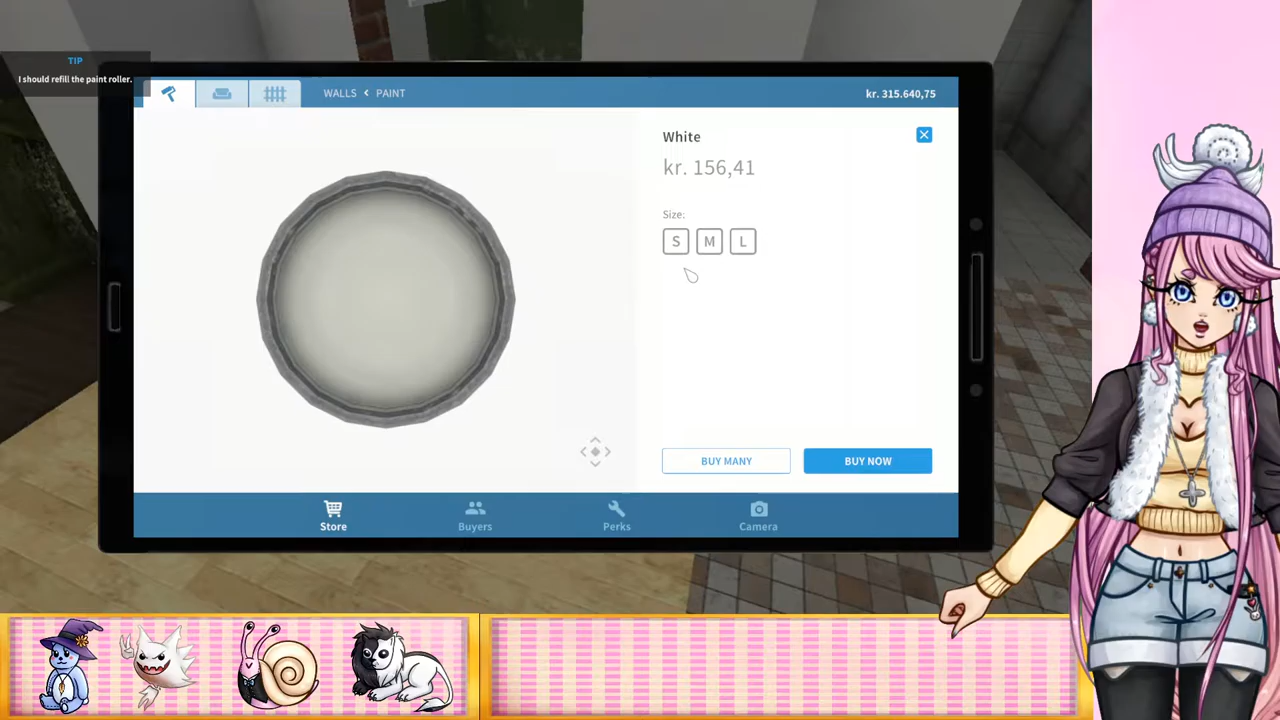 TIP
I should refill the paint roller.
WALLS < PAINT
kr. 315.640,75
White
kr. 156,41
Size:
S M L
BUY MANY
BUY NOW
Store
Buyers
Perks
Camera